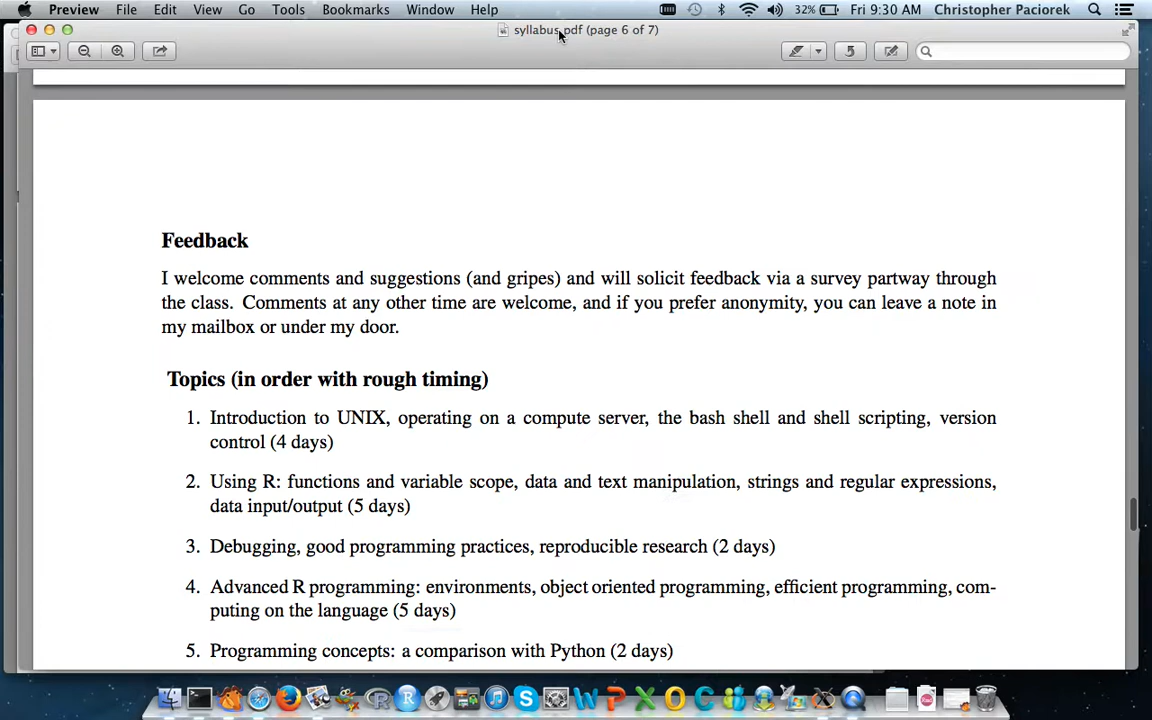 Preview File Edit View Go Tools Bookmarks Window Help 32% Fri 9:30 AM Christopher Paciorek
syllabus.pdf (page 6 of 7)
Feedback
I welcome comments and suggestions (and gripes) and will solicit feedback via a survey partway through
the class. Comments at any other time are welcome, and if you prefer anonymity, you can leave a note in
my mailbox or under my door.
Topics (in order with rough timing)
1. Introduction to UNIX, operating on a compute server, the bash shell and shell scripting, version
control (4 days)
2. Using R: functions and variable scope, data and text manipulation, strings and regular expressions,
data input/output (5 days)
3. Debugging, good programming practices, reproducible research (2 days)
4. Advanced R programming: environments, object oriented programming, efficient programming, com-
puting on the language (5 days)
5. Programming concepts: a comparison with Python (2 days)